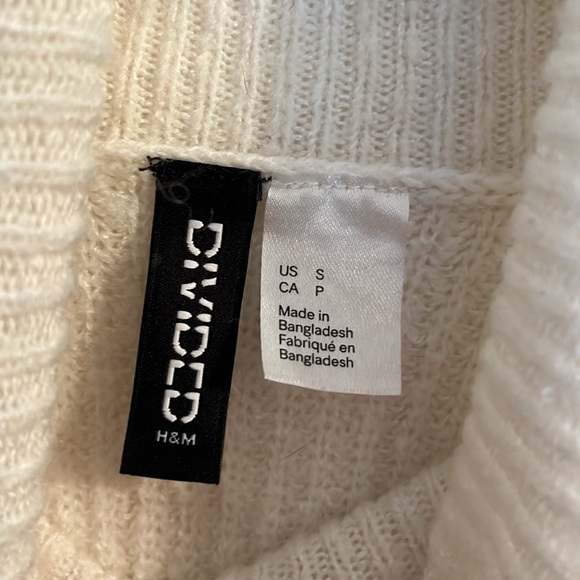 DIVIDED
H&M
US S
CA P
Made in
Bangladesh
Fabriqué en
Bangladesh